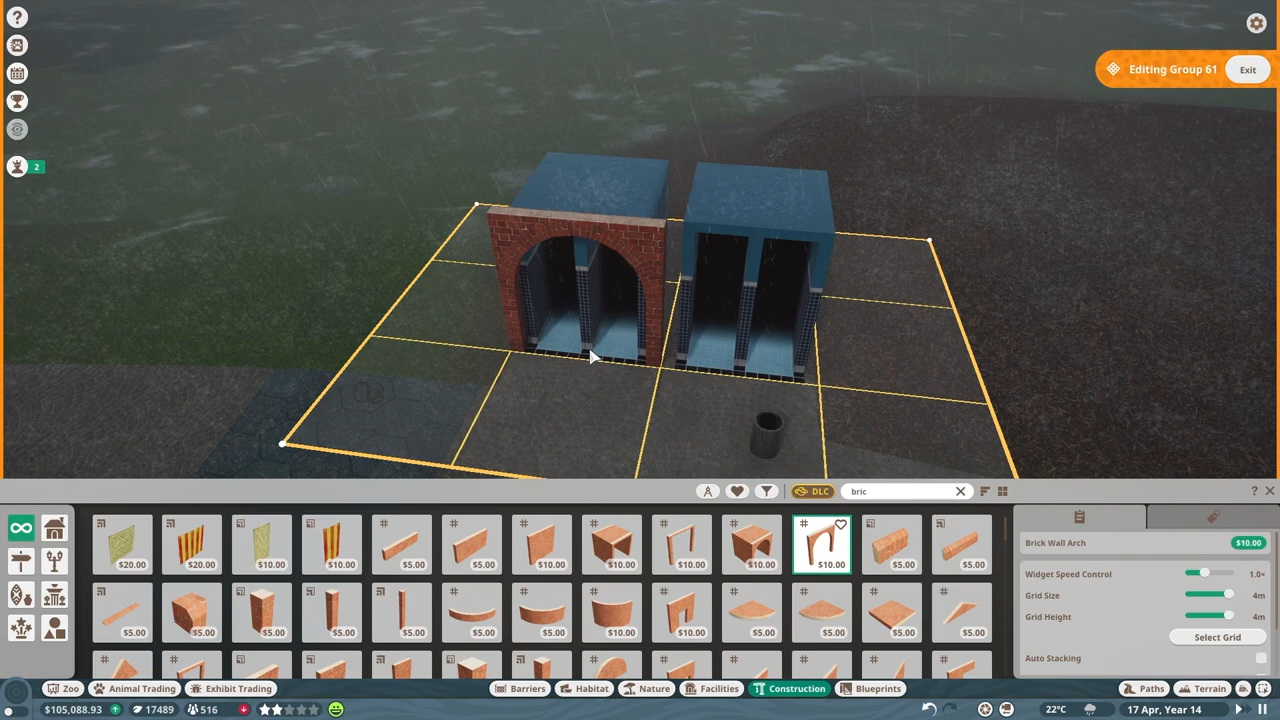 ?
Editing Group 61
Exit
2
DLC
bric
?
$20.00
$20.00
$10.00
$10.00
$5.00
$5.00
$10.00
$10.00
$10.00
$10.00
$10.00
$5.00
$5.00
$5.00
$5.00
$5.00
$5.00
$5.00
$5.00
$5.00
$10.00
$10.00
$5.00
$5.00
$5.00
$5.00
Brick Wall Arch
$10.00
Widget Speed Control
1.0×
Grid Size
4m
Grid Height
4m
Select Grid
Auto Stacking
Zoo
Animal Trading
Exhibit Trading
Barriers
Habitat
Nature
Facilities
Construction
Blueprints
Paths
Terrain
$105,088.93
17489
516
22°C
17 Apr, Year 14